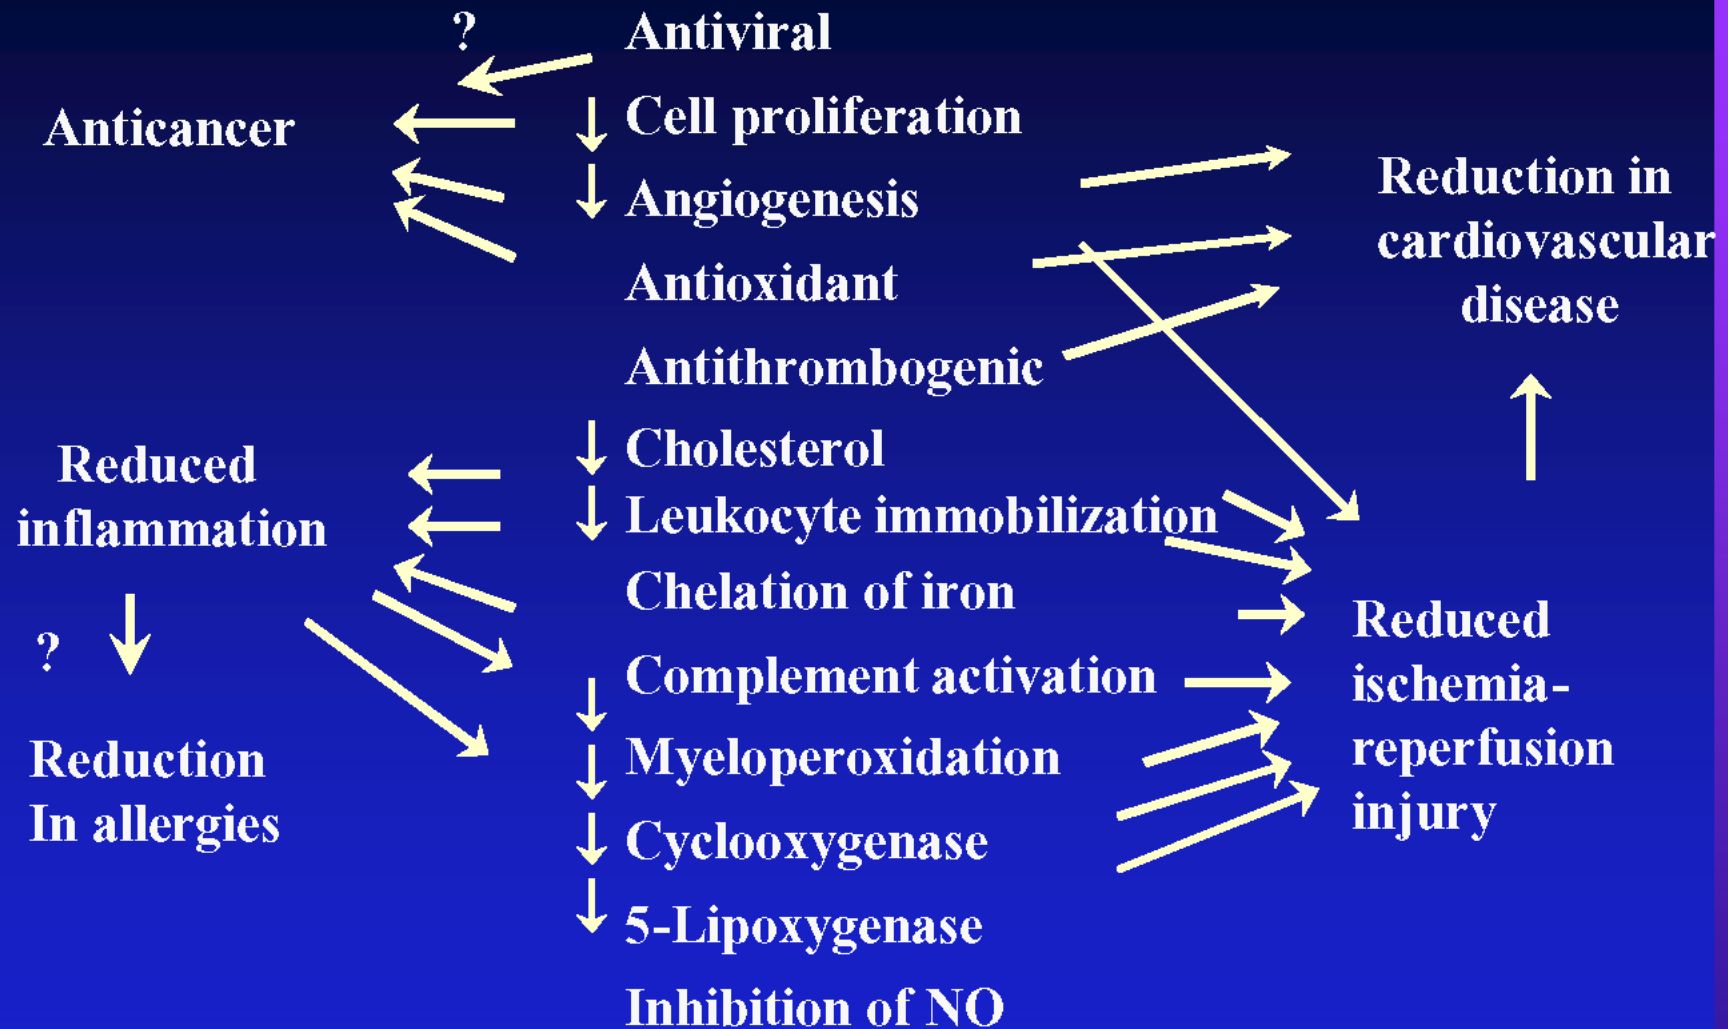 ?
Antiviral
Anticancer
Cell proliferation
Angiogenesis
Antioxidant
Antithrombogenic
Reduction in
cardiovascular
disease
Cholesterol
Leukocyte immobilization
Chelation of iron
Complement activation
Myeloperoxidation
Cyclooxygenase
5-Lipoxygenase
Inhibition of NO
Reduced
inflammation
?
Reduction
In allergies
Reduced
ischemia-
reperfusion
injury